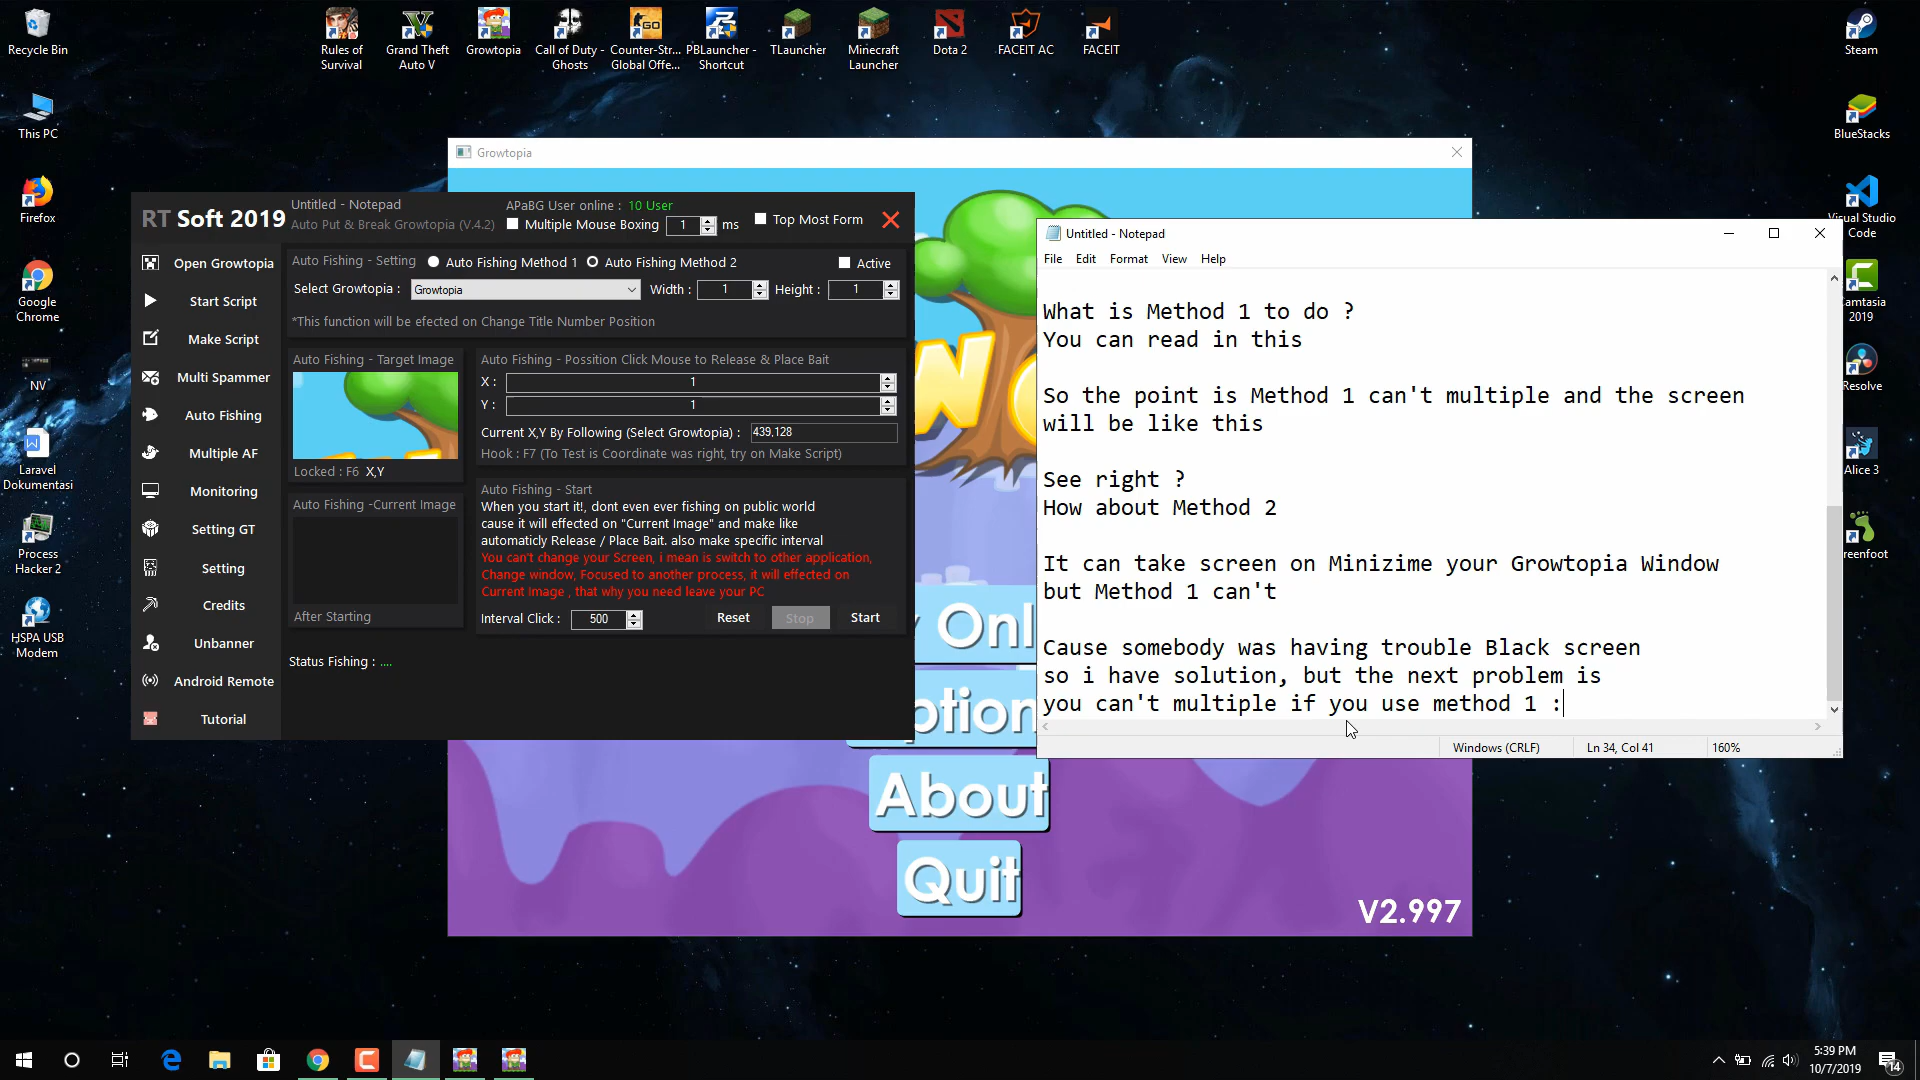 Recycle Bin
This PC
Firefox
Google
Chrome
NV
Laravel
Dokumentasi
Process
Hacker 2
HSPA USB
Modem
Rules of
Survival
Grand Theft
Auto V
Growtopia
Call of Duty -
Ghosts
Counter-Str...
Global Offe...
PBLauncher -
Shortcut
TLauncher
Minecraft
Launcher
Dota 2
FACEIT AC
FACEIT
Steam
BlueStacks
Visual Studio
Code
Camtasia
2019
Resolve
Alice 3
reenfoot
Growtopia
RT Soft 2019
Untitled - Notepad
Auto Put & Break Growtopia (V.4.2)
APaBG User online : 10 User
Multiple Mouse Boxing 1 ms
Top Most Form
Open Growtopia
Start Script
Make Script
Multi Spammer
Auto Fishing
Multiple AF
Monitoring
Setting GT
Setting
Credits
Unbanner
Android Remote
Tutorial
Auto Fishing - Setting
Auto Fishing Method 1
Auto Fishing Method 2
Active
Select Growtopia : Growtopia Width : 1 Height : 1
*This function will be efected on Change Title Number Position
Auto Fishing - Target Image
Locked : F6 X,Y
Auto Fishing -Current Image
After Starting
Auto Fishing - Possition Click Mouse to Release & Place Bait
X : 1
Y : 1
Current X,Y By Following (Select Growtopia) : 439,128
Hook : F7 (To Test is Coordinate was right, try on Make Script)
Auto Fishing - Start
When you start it!, dont even ever fishing on public world
cause it will effected on "Current Image" and make like
automaticly Release / Place Bait. also make specific interval
You can't change your Screen, i mean is switch to other application,
Change window, Focused to another process, it will effected on
Current Image , that why you need leave your PC
Interval Click : 500 Reset Stop Start
Status Fishing : ....
Untitled - Notepad
File Edit Format View Help
What is Method 1 to do ?
You can read in this
So the point is Method 1 can't multiple and the screen
will be like this
See right ?
How about Method 2
It can take screen on Minizime your Growtopia Window
but Method 1 can't
Cause somebody was having trouble Black screen
so i have solution, but the next problem is
you can't multiple if you use method 1 :
Windows (CRLF) Ln 34, Col 41 160%
About
Quit
V2.997
5:39 PM
10/7/2019
14